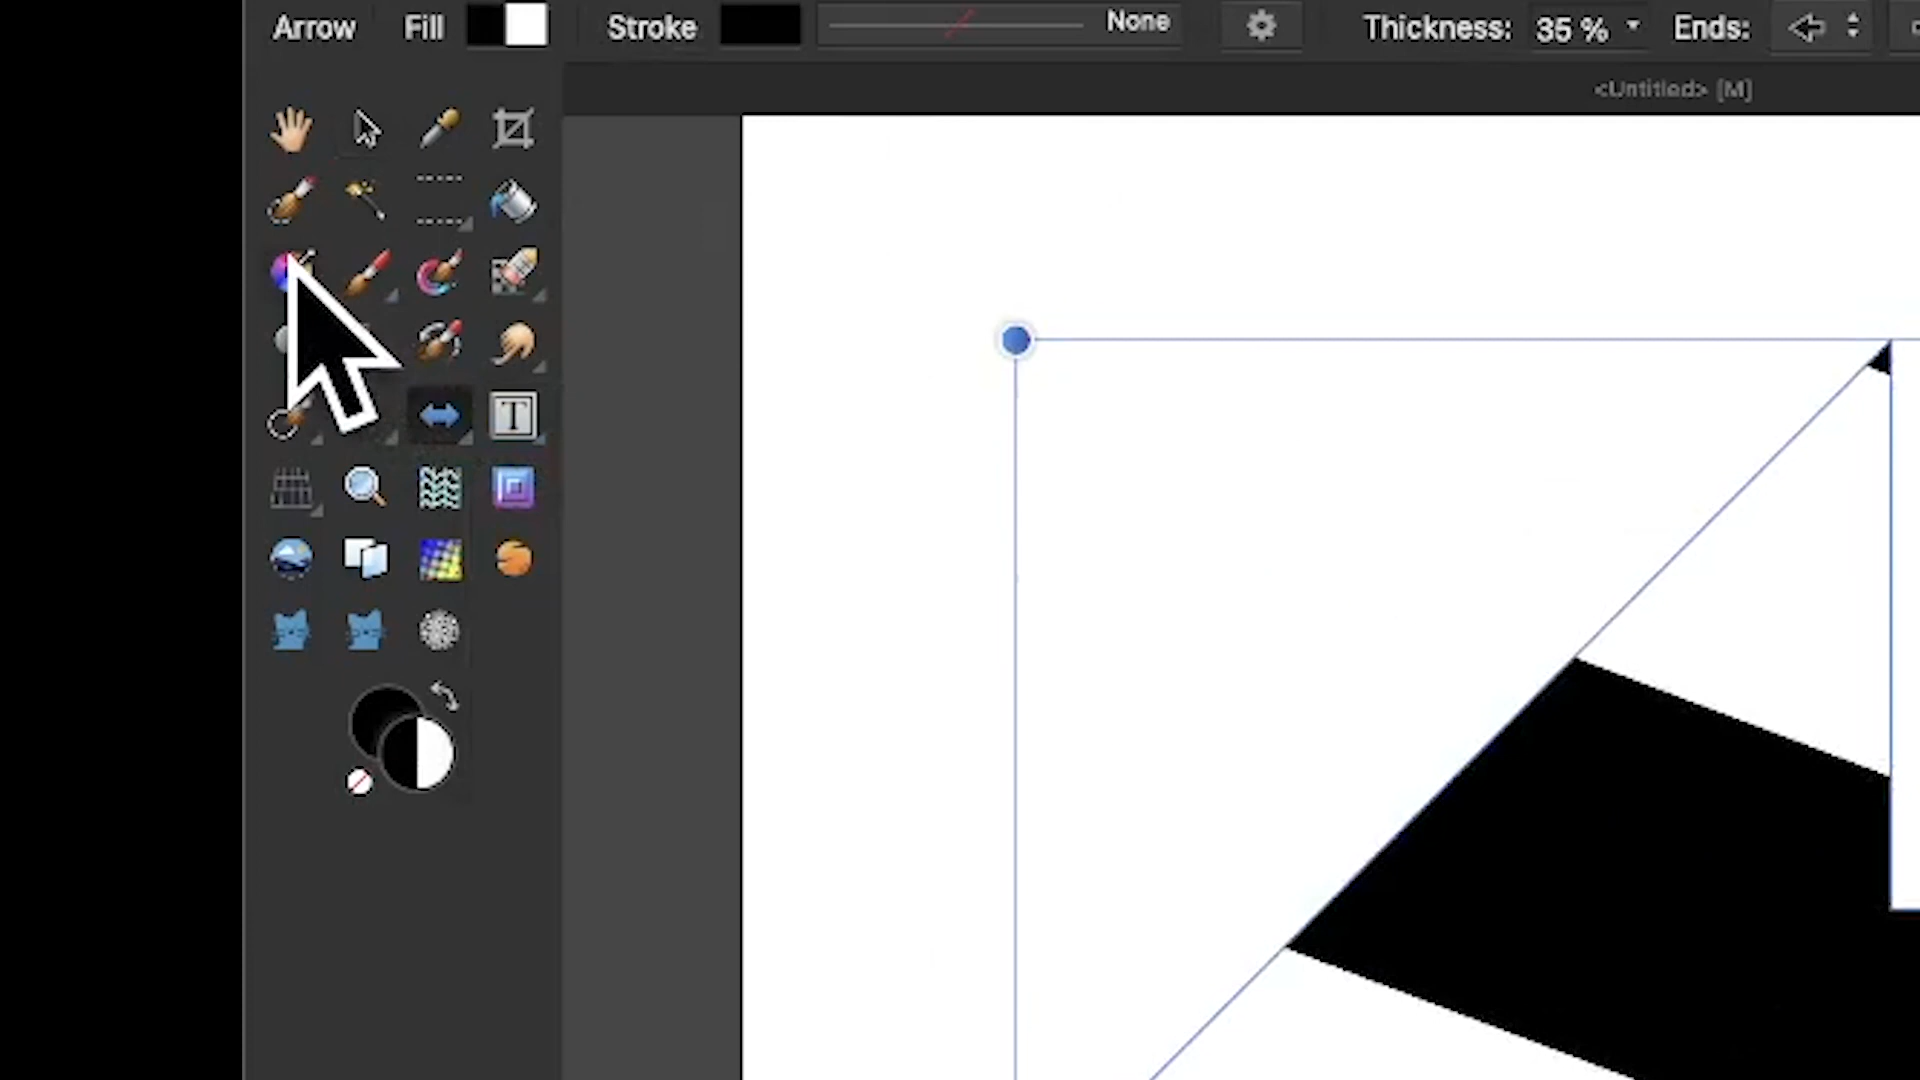 Arrow Fill Stroke None Thickness: 35 % Ends:
<Untitled> [M]
T